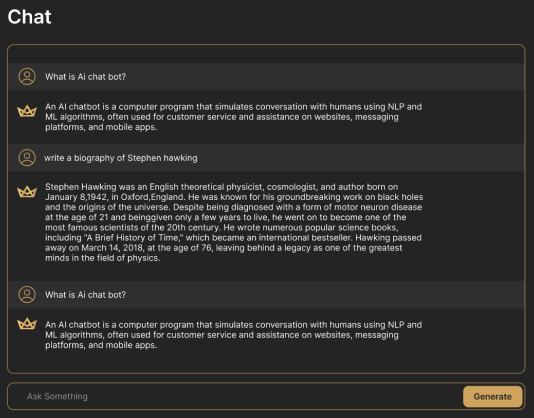 Chat
What is Ai chat bot?
An AI chatbot is a computer program that simulates conversation with humans using NLP and
ML algorithms, often used for customer service and assistance on websites, messaging
platforms, and mobile apps.
write a biography of Stephen hawking
Stephen Hawking was an English theoretical physicist, cosmologist, and author born on
January 8,1942, in Oxford,England. He was known for his groundbreaking work on black holes
and the origins of the universe. Despite being diagnosed with a form of motor neuron disease
at the age of 21 and beinggiven only a few years to live, he went on to become one of the
most famous scientists of the 20th century. He wrote numerous popular science books,
including "A Brief History of Time," which became an international bestseller. Hawking passed
away on March 14, 2018, at the age of 76, leaving behind a legacy as one of the greatest
minds in the field of physics.
What is Ai chat bot?
An AI chatbot is a computer program that simulates conversation with humans using NLP and
ML algorithms, often used for customer service and assistance on websites, messaging
platforms, and mobile apps.
Ask Something
Generate